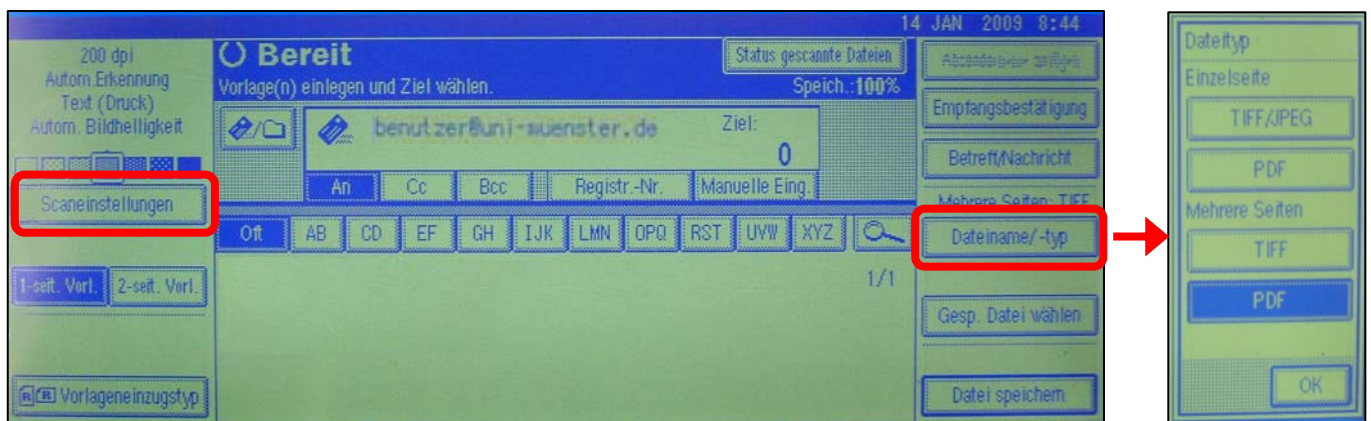 14 JAN 2009 8:44
200 dpi
Autom.Erkennung
Text (Druck)
Autom. Bildhelligkeit
Scaneinstellungen
1-seit. Vorl.
2-seit. Vorl.
Vorlageneinzugstyp
Bereit
Status gescannte Dateien
Vorlage(n) einlegen und Ziel wählen.
Speich.:100%
benutzer@uni-muenster.de
Ziel:
0
An
Cc
Bcc
Registr.-Nr.
Manuelle Eing.
Oft
AB
CD
EF
GH
IJK
LMN
OPQ
RST
UVW
XYZ
1/1
Empfangsbestätigung
Betreff/Nachricht
Mehrere Seiten: TIFF
Dateiname/-typ
Gesp. Datei wählen
Datei speichern
Dateityp
Einzelseite
TIFF/JPEG
PDF
Mehrere Seiten
TIFF
PDF
OK